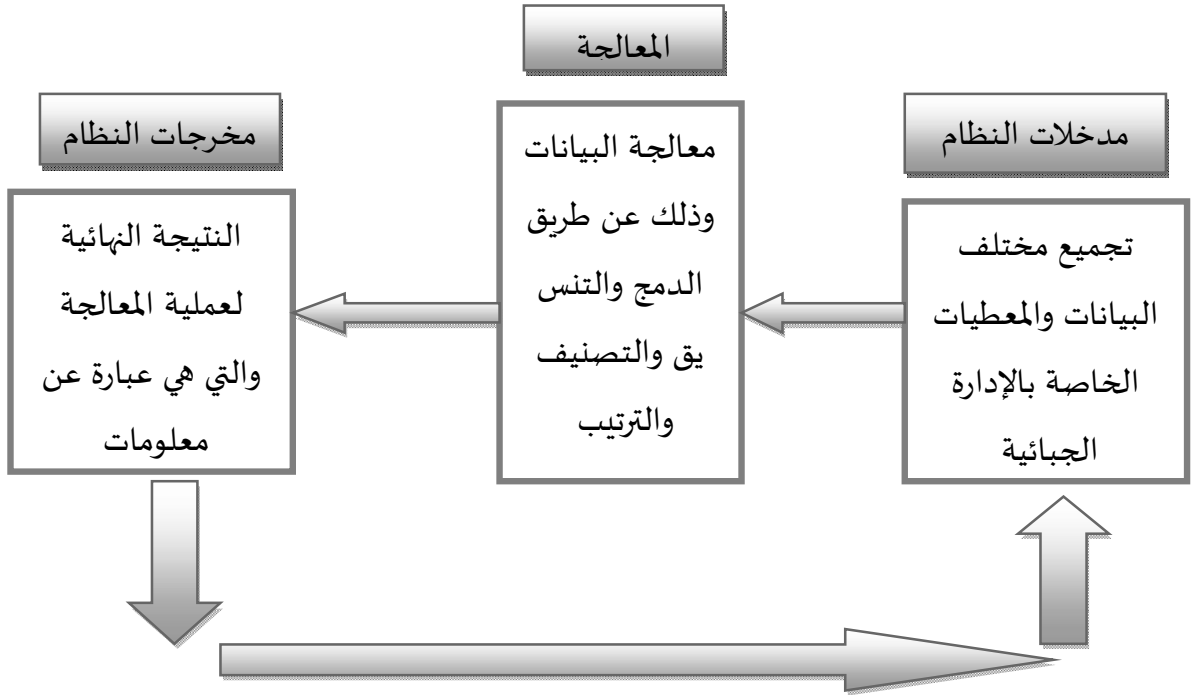 المعالجة
مدخلات النظام
مخرجات النظام
تجميع مختلف
البيانات والمعطيات
الخاصة بالإدارة
الجبائية
معالجة البيانات
وذلك عن طريق
الدمج والتنس
يق والتصنيف
والترتيب
النتيجة النهائية
لعملية المعالجة
والتي هي عبارة عن
معلومات